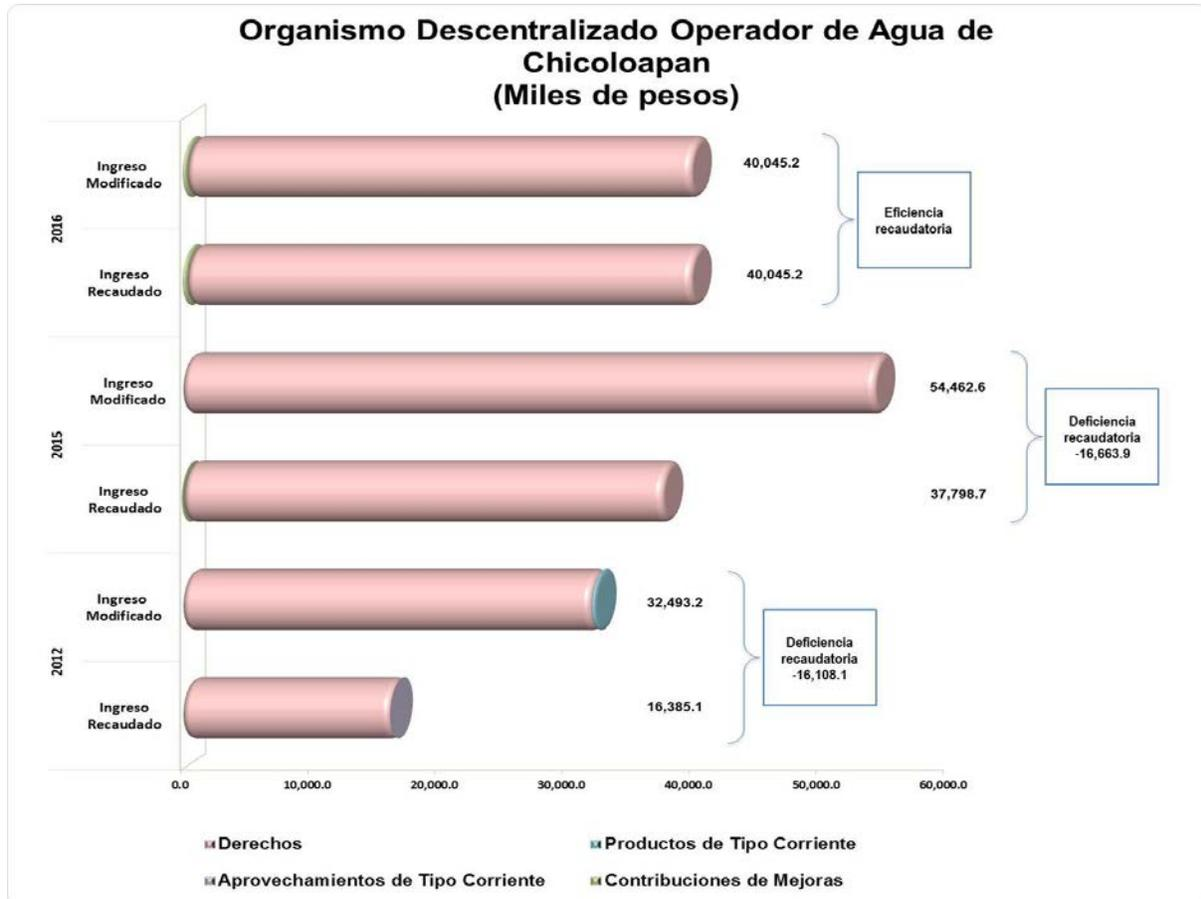 Organismo Descentralizado Operador de Agua de
Chicoloapan
(Miles de pesos)
2016
Ingreso
Modificado
40,045.2
Ingreso
Recaudado
40,045.2
Eficiencia
recaudatoria
2015
Ingreso
Modificado
54,462.6
Ingreso
Recaudado
37,798.7
Deficiencia
recaudatoria
-16,663.9
2012
Ingreso
Modificado
32,493.2
Ingreso
Recaudado
16,385.1
Deficiencia
recaudatoria
-16,108.1
0.0 10,000.0 20,000.0 30,000.0 40,000.0 50,000.0 60,000.0
Derechos
Productos de Tipo Corriente
Aprovechamientos de Tipo Corriente
Contribuciones de Mejoras